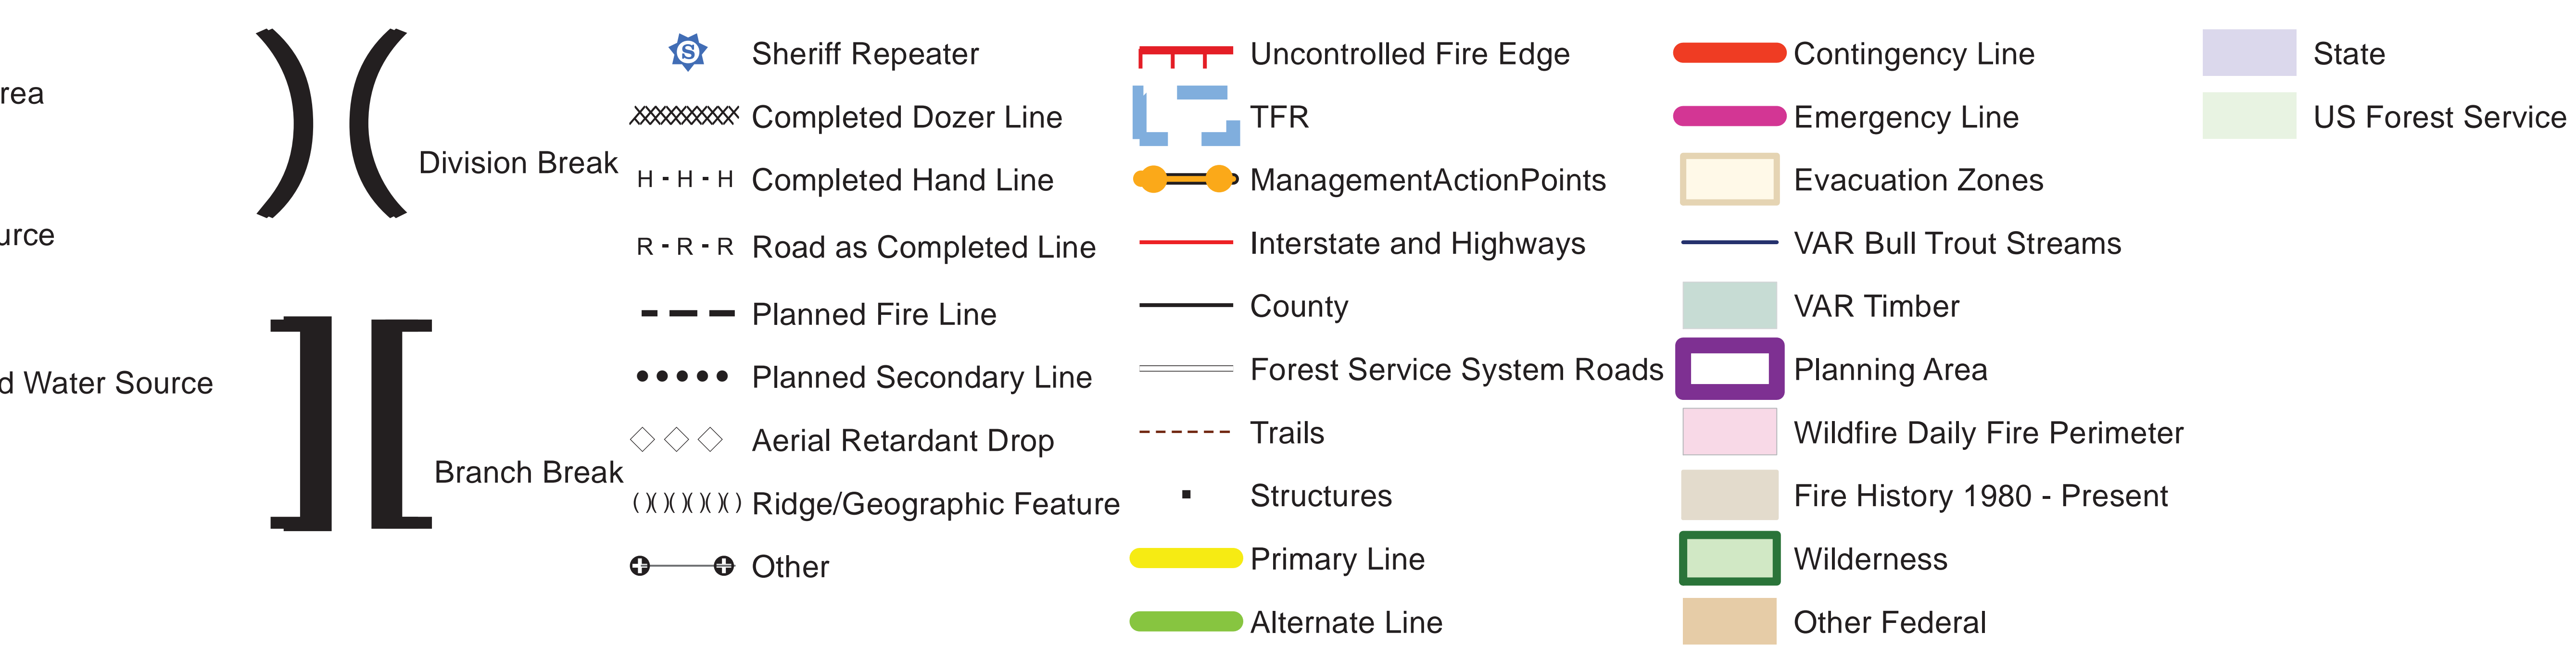 rea
urce
d Water Source
Division Break
Branch Break
S
Sheriff Repeater
Completed Dozer Line
H - H - H Completed Hand Line
R - R - R Road as Completed Line
Planned Fire Line
Planned Secondary Line
Aerial Retardant Drop
Ridge/Geographic Feature
Other
Uncontrolled Fire Edge
TFR
ManagementActionPoints
Interstate and Highways
County
Forest Service System Roads
Trails
Structures
Primary Line
Alternate Line
Contingency Line
Emergency Line
Evacuation Zones
VAR Bull Trout Streams
VAR Timber
Planning Area
Wildfire Daily Fire Perimeter
Fire History 1980 - Present
Wilderness
Other Federal
State
US Forest Service